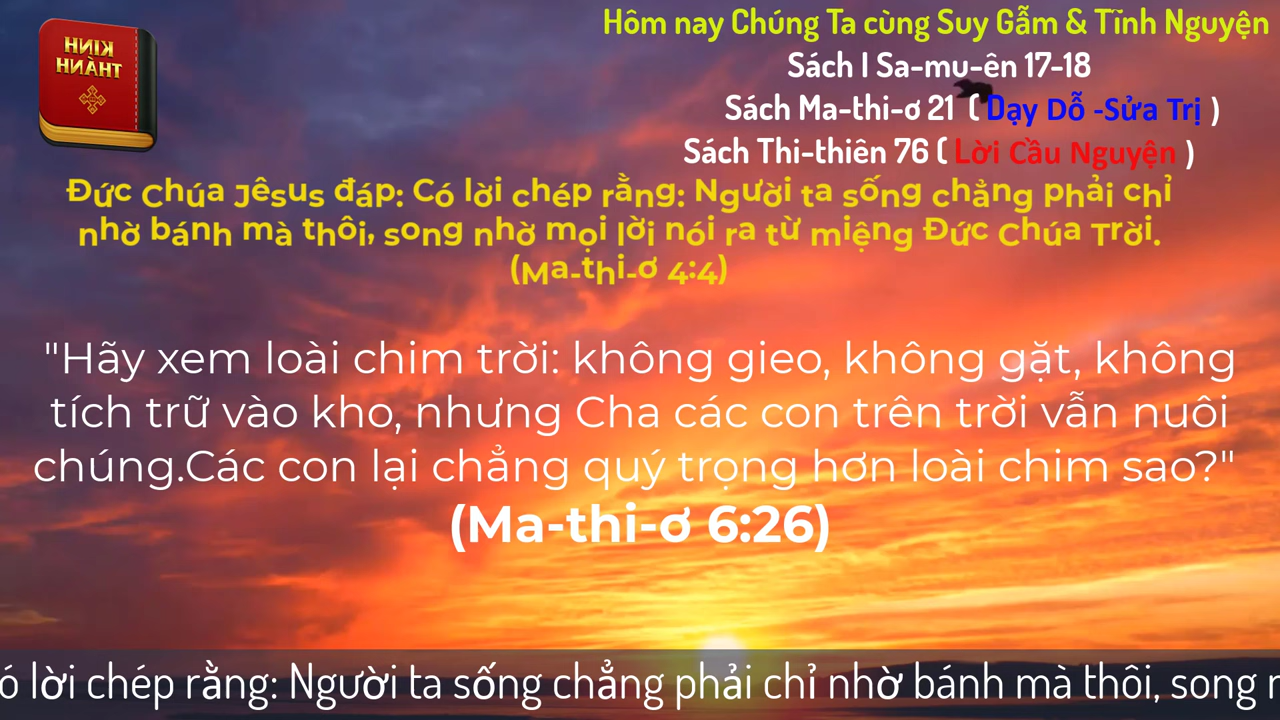 KINH
THÀNH
Hôm nay Chúng Ta cùng Suy Gẫm & Tĩnh Nguyện
Sách I Sa-mu-ên 17-18
Sách Ma-thi-ơ 21 ( Dạy Dỗ -Sửa Trị )
Sách Thi-thiên 76 ( Lời Cầu Nguyện )
Đức Chúa Jêsus đáp: Có lời chép rằng: Người ta sống chẳng phải chỉ
nhờ bánh mà thôi, song nhờ mọi lời nói ra từ miệng Đức Chúa Trời.
(Ma-thi-ơ 4:4)
"Hãy xem loài chim trời: không gieo, không gặt, không
tích trữ vào kho, nhưng Cha các con trên trời vẫn nuôi
chúng.Các con lại chẳng quý trọng hơn loài chim sao?"
(Ma-thi-ơ 6:26)
ó lời chép rằng: Người ta sống chẳng phải chỉ nhờ bánh mà thôi, song